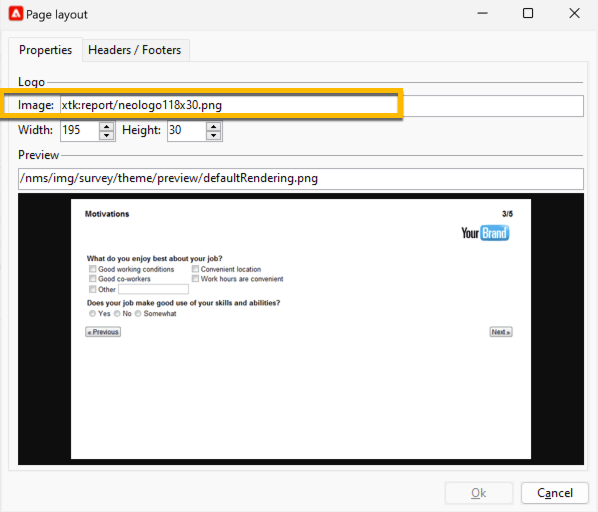 Page layout
Properties Headers / Footers
Logo
Image: xtk:report/neologo118x30.png
Width: 195 Height: 30
Preview
/nms/img/survey/theme/preview/defaultRendering.png
Motivations 3/5
Your Brand
What do you enjoy best about your job?
Good working conditions Convenient location
Good co-workers Work hours are convenient
Other
Does your job make good use of your skills and abilities?
Yes No Somewhat
« Previous Next »
Ok Cancel